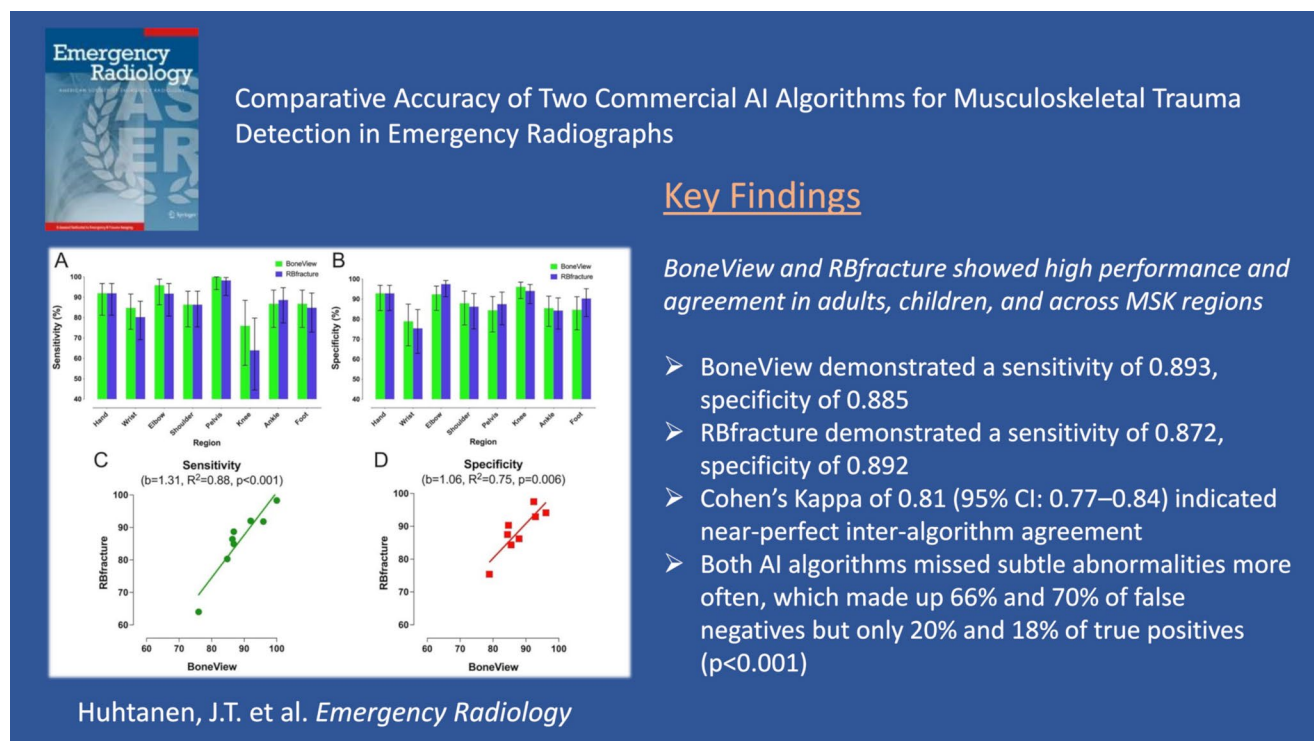 Emergency
Radiology
AMERICAN SOCIETY OF EMERGENCY RADIOLOGY
AS
ER
Springer
Comparative Accuracy of Two Commercial AI Algorithms for Musculoskeletal Trauma
Detection in Emergency Radiographs
Key Findings
BoneView and RBfracture showed high performance and
agreement in adults, children, and across MSK regions
➢ BoneView demonstrated a sensitivity of 0.893,
specificity of 0.885
➢ RBfracture demonstrated a sensitivity of 0.872,
specificity of 0.892
➢ Cohen's Kappa of 0.81 (95% CI: 0.77–0.84) indicated
near-perfect inter-algorithm agreement
➢ Both AI algorithms missed subtle abnormalities more
often, which made up 66% and 70% of false
negatives but only 20% and 18% of true positives
(p<0.001)
A
BoneView
RBfracture
Sensitivity (%)
100
90
80
70
60
50
40
Hand Wrist Elbow Shoulder Pelvis Knee Ankle Foot
Region
B
BoneView
RBfracture
Specificity (%)
100
90
80
70
60
50
40
Hand Wrist Elbow Shoulder Pelvis Knee Ankle Foot
Region
C
Sensitivity
(b=1.31, R²=0.88, p<0.001)
RBfracture
100
90
80
70
60
60 70 80 90 100
BoneView
D
Specificity
(b=1.06, R²=0.75, p=0.006)
RBfracture
100
90
80
70
60
60 70 80 90 100
BoneView
Huhtanen, J.T. et al. Emergency Radiology